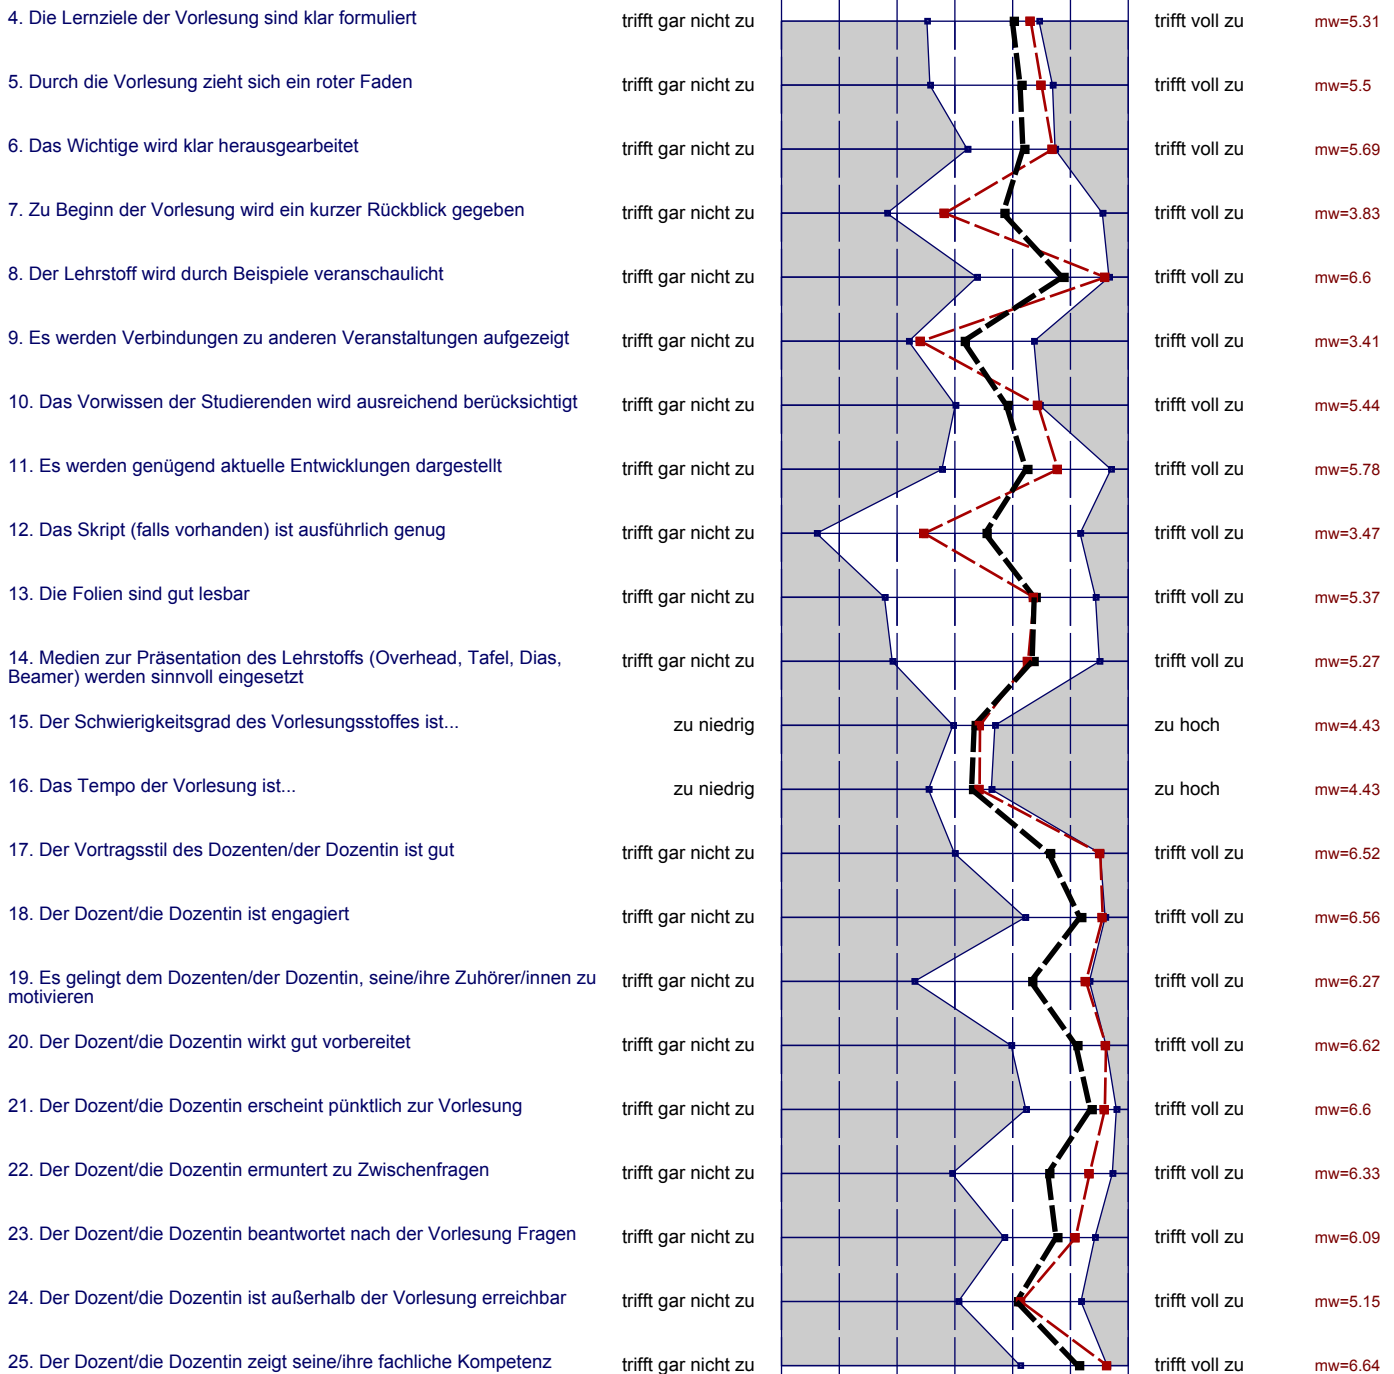 4. Die Lernziele der Vorlesung sind klar formuliert trifft gar nicht zu trifft voll zu mw=5.31
5. Durch die Vorlesung zieht sich ein roter Faden trifft gar nicht zu trifft voll zu mw=5.5
6. Das Wichtige wird klar herausgearbeitet trifft gar nicht zu trifft voll zu mw=5.69
7. Zu Beginn der Vorlesung wird ein kurzer Rückblick gegeben trifft gar nicht zu trifft voll zu mw=3.83
8. Der Lehrstoff wird durch Beispiele veranschaulicht trifft gar nicht zu trifft voll zu mw=6.6
9. Es werden Verbindungen zu anderen Veranstaltungen aufgezeigt trifft gar nicht zu trifft voll zu mw=3.41
10. Das Vorwissen der Studierenden wird ausreichend berücksichtigt trifft gar nicht zu trifft voll zu mw=5.44
11. Es werden genügend aktuelle Entwicklungen dargestellt trifft gar nicht zu trifft voll zu mw=5.78
12. Das Skript (falls vorhanden) ist ausführlich genug trifft gar nicht zu trifft voll zu mw=3.47
13. Die Folien sind gut lesbar trifft gar nicht zu trifft voll zu mw=5.37
14. Medien zur Präsentation des Lehrstoffs (Overhead, Tafel, Dias, trifft gar nicht zu trifft voll zu mw=5.27
Beamer) werden sinnvoll eingesetzt
15. Der Schwierigkeitsgrad des Vorlesungsstoffes ist... zu niedrig zu hoch mw=4.43
16. Das Tempo der Vorlesung ist... zu niedrig zu hoch mw=4.43
17. Der Vortragsstil des Dozenten/der Dozentin ist gut trifft gar nicht zu trifft voll zu mw=6.52
18. Der Dozent/die Dozentin ist engagiert trifft gar nicht zu trifft voll zu mw=6.56
19. Es gelingt dem Dozenten/der Dozentin, seine/ihre Zuhörer/innen zu trifft gar nicht zu trifft voll zu mw=6.27
motivieren
20. Der Dozent/die Dozentin wirkt gut vorbereitet trifft gar nicht zu trifft voll zu mw=6.62
21. Der Dozent/die Dozentin erscheint pünktlich zur Vorlesung trifft gar nicht zu trifft voll zu mw=6.6
22. Der Dozent/die Dozentin ermuntert zu Zwischenfragen trifft gar nicht zu trifft voll zu mw=6.33
23. Der Dozent/die Dozentin beantwortet nach der Vorlesung Fragen trifft gar nicht zu trifft voll zu mw=6.09
24. Der Dozent/die Dozentin ist außerhalb der Vorlesung erreichbar trifft gar nicht zu trifft voll zu mw=5.15
25. Der Dozent/die Dozentin zeigt seine/ihre fachliche Kompetenz trifft gar nicht zu trifft voll zu mw=6.64